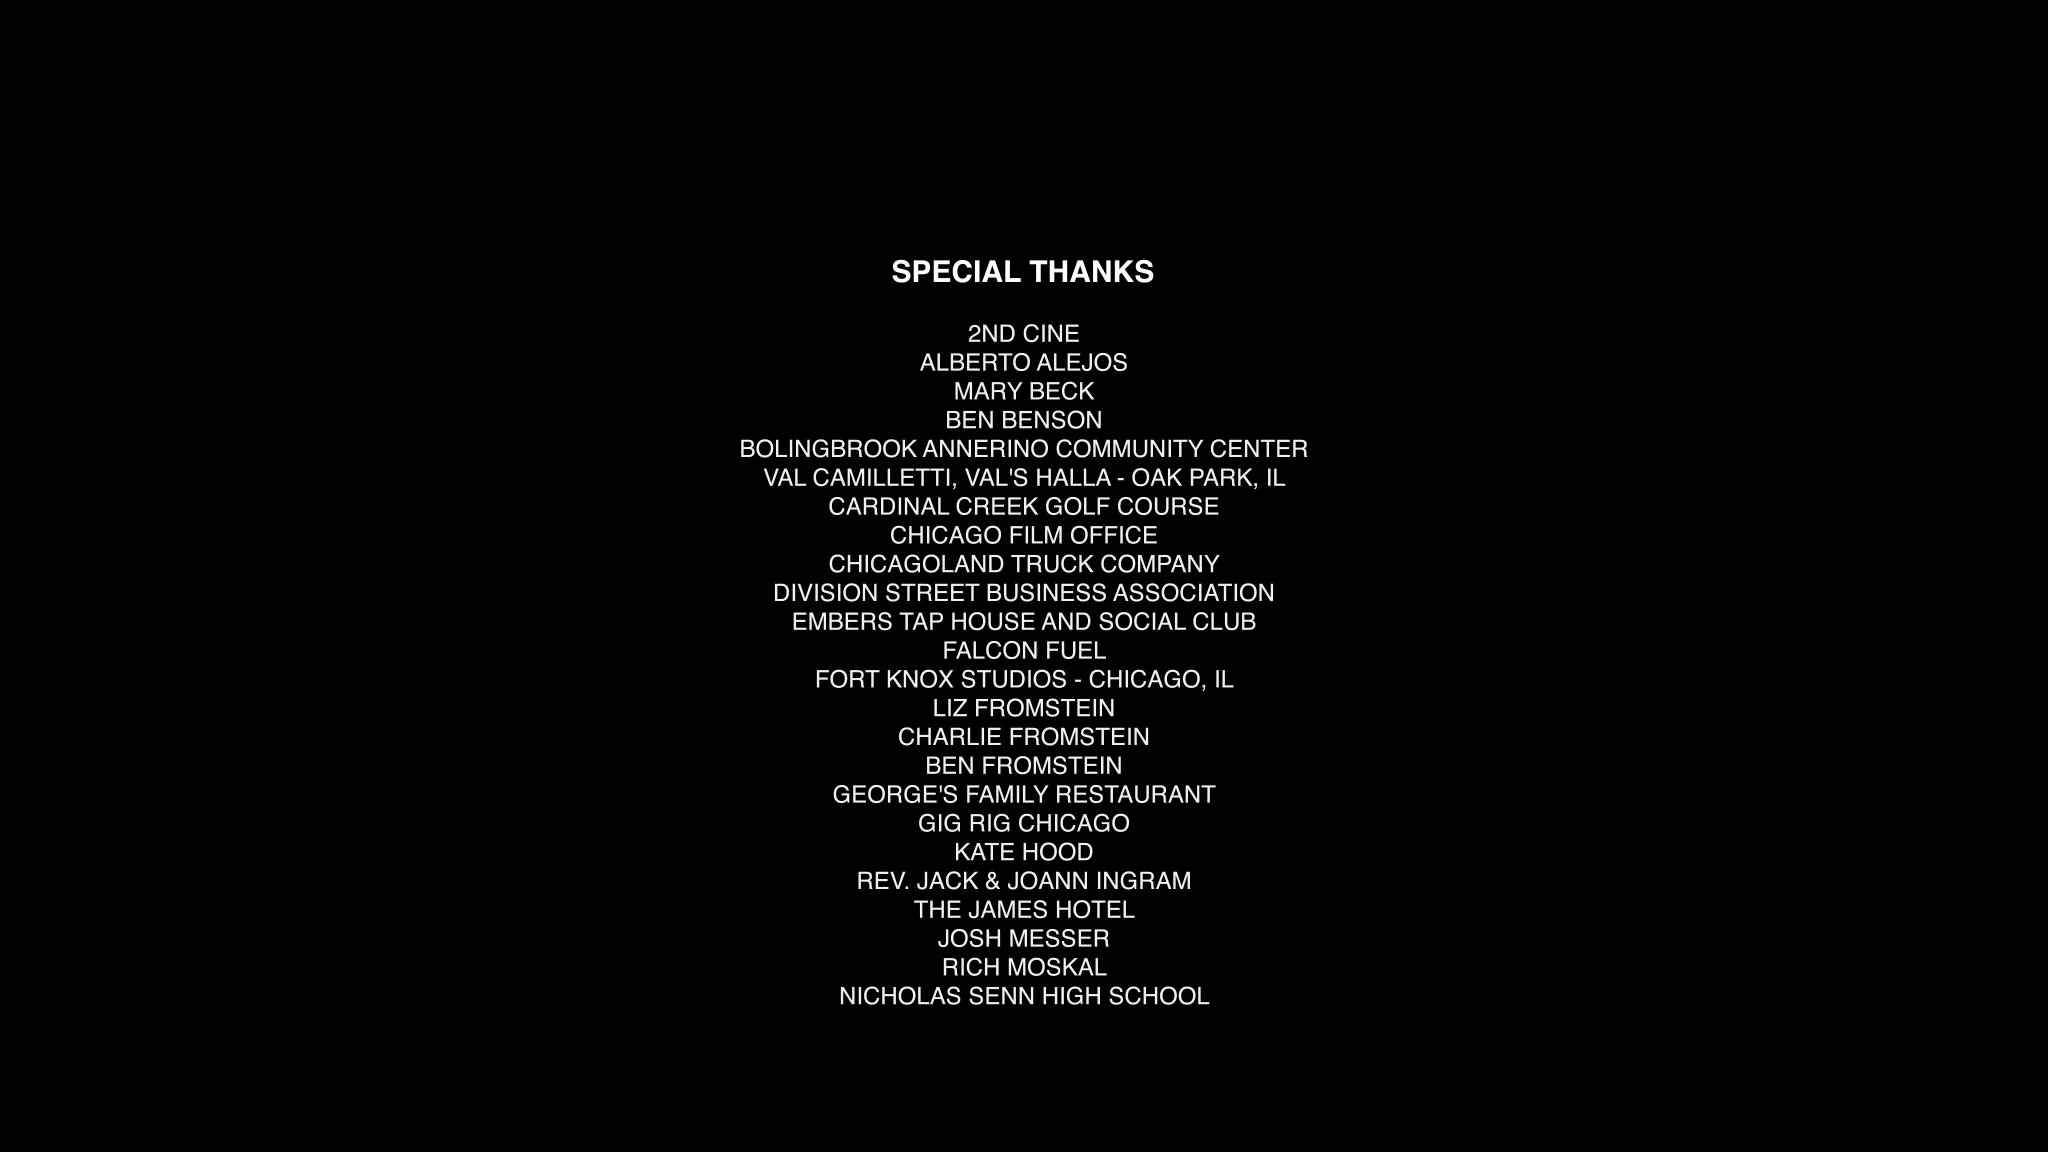 SPECIAL THANKS
2ND CINE
ALBERTO ALEJOS
MARY BECK
BEN BENSON
BOLINGBROOK ANNERINO COMMUNITY CENTER
VAL CAMILLETTI, VAL'S HALLA - OAK PARK, IL
CARDINAL CREEK GOLF COURSE
CHICAGO FILM OFFICE
CHICAGOLAND TRUCK COMPANY
DIVISION STREET BUSINESS ASSOCIATION
EMBERS TAP HOUSE AND SOCIAL CLUB
FALCON FUEL
FORT KNOX STUDIOS - CHICAGO, IL
LIZ FROMSTEIN
CHARLIE FROMSTEIN
BEN FROMSTEIN
GEORGE'S FAMILY RESTAURANT
GIG RIG CHICAGO
KATE HOOD
REV. JACK & JOANN INGRAM
THE JAMES HOTEL
JOSH MESSER
RICH MOSKAL
NICHOLAS SENN HIGH SCHOOL